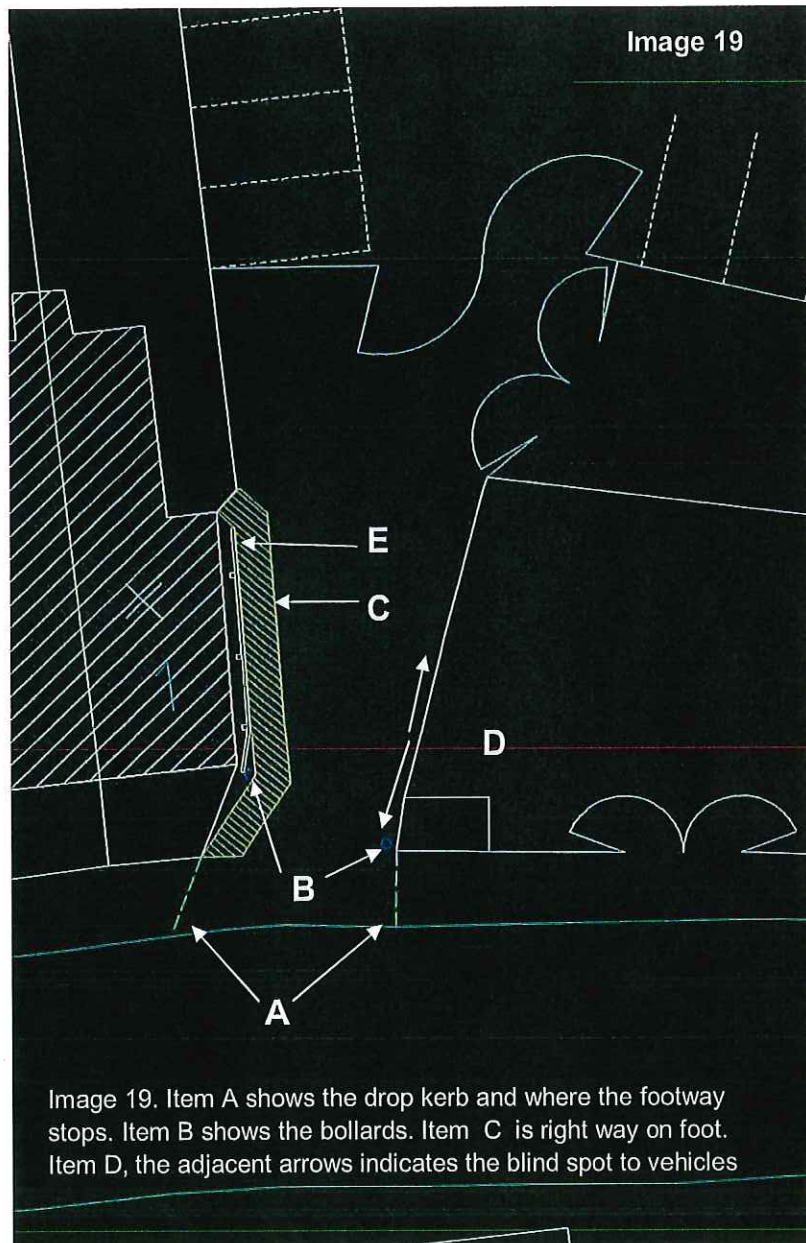 Image 19
E
C
D
B
A
Image 19. Item A shows the drop kerb and where the footway
stops. Item B shows the bollards. Item C is right way on foot.
Item D, the adjacent arrows indicates the blind spot to vehicles